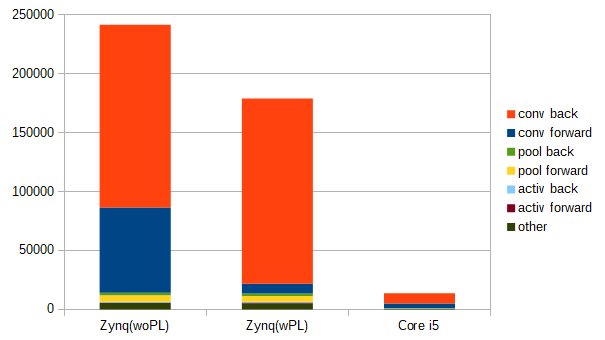 250000
200000
150000
100000
50000
0
Zynq(woPL)
Zynq(wPL)
Core i5
conv back
conv forward
pool back
pool forward
activ back
activ forward
other